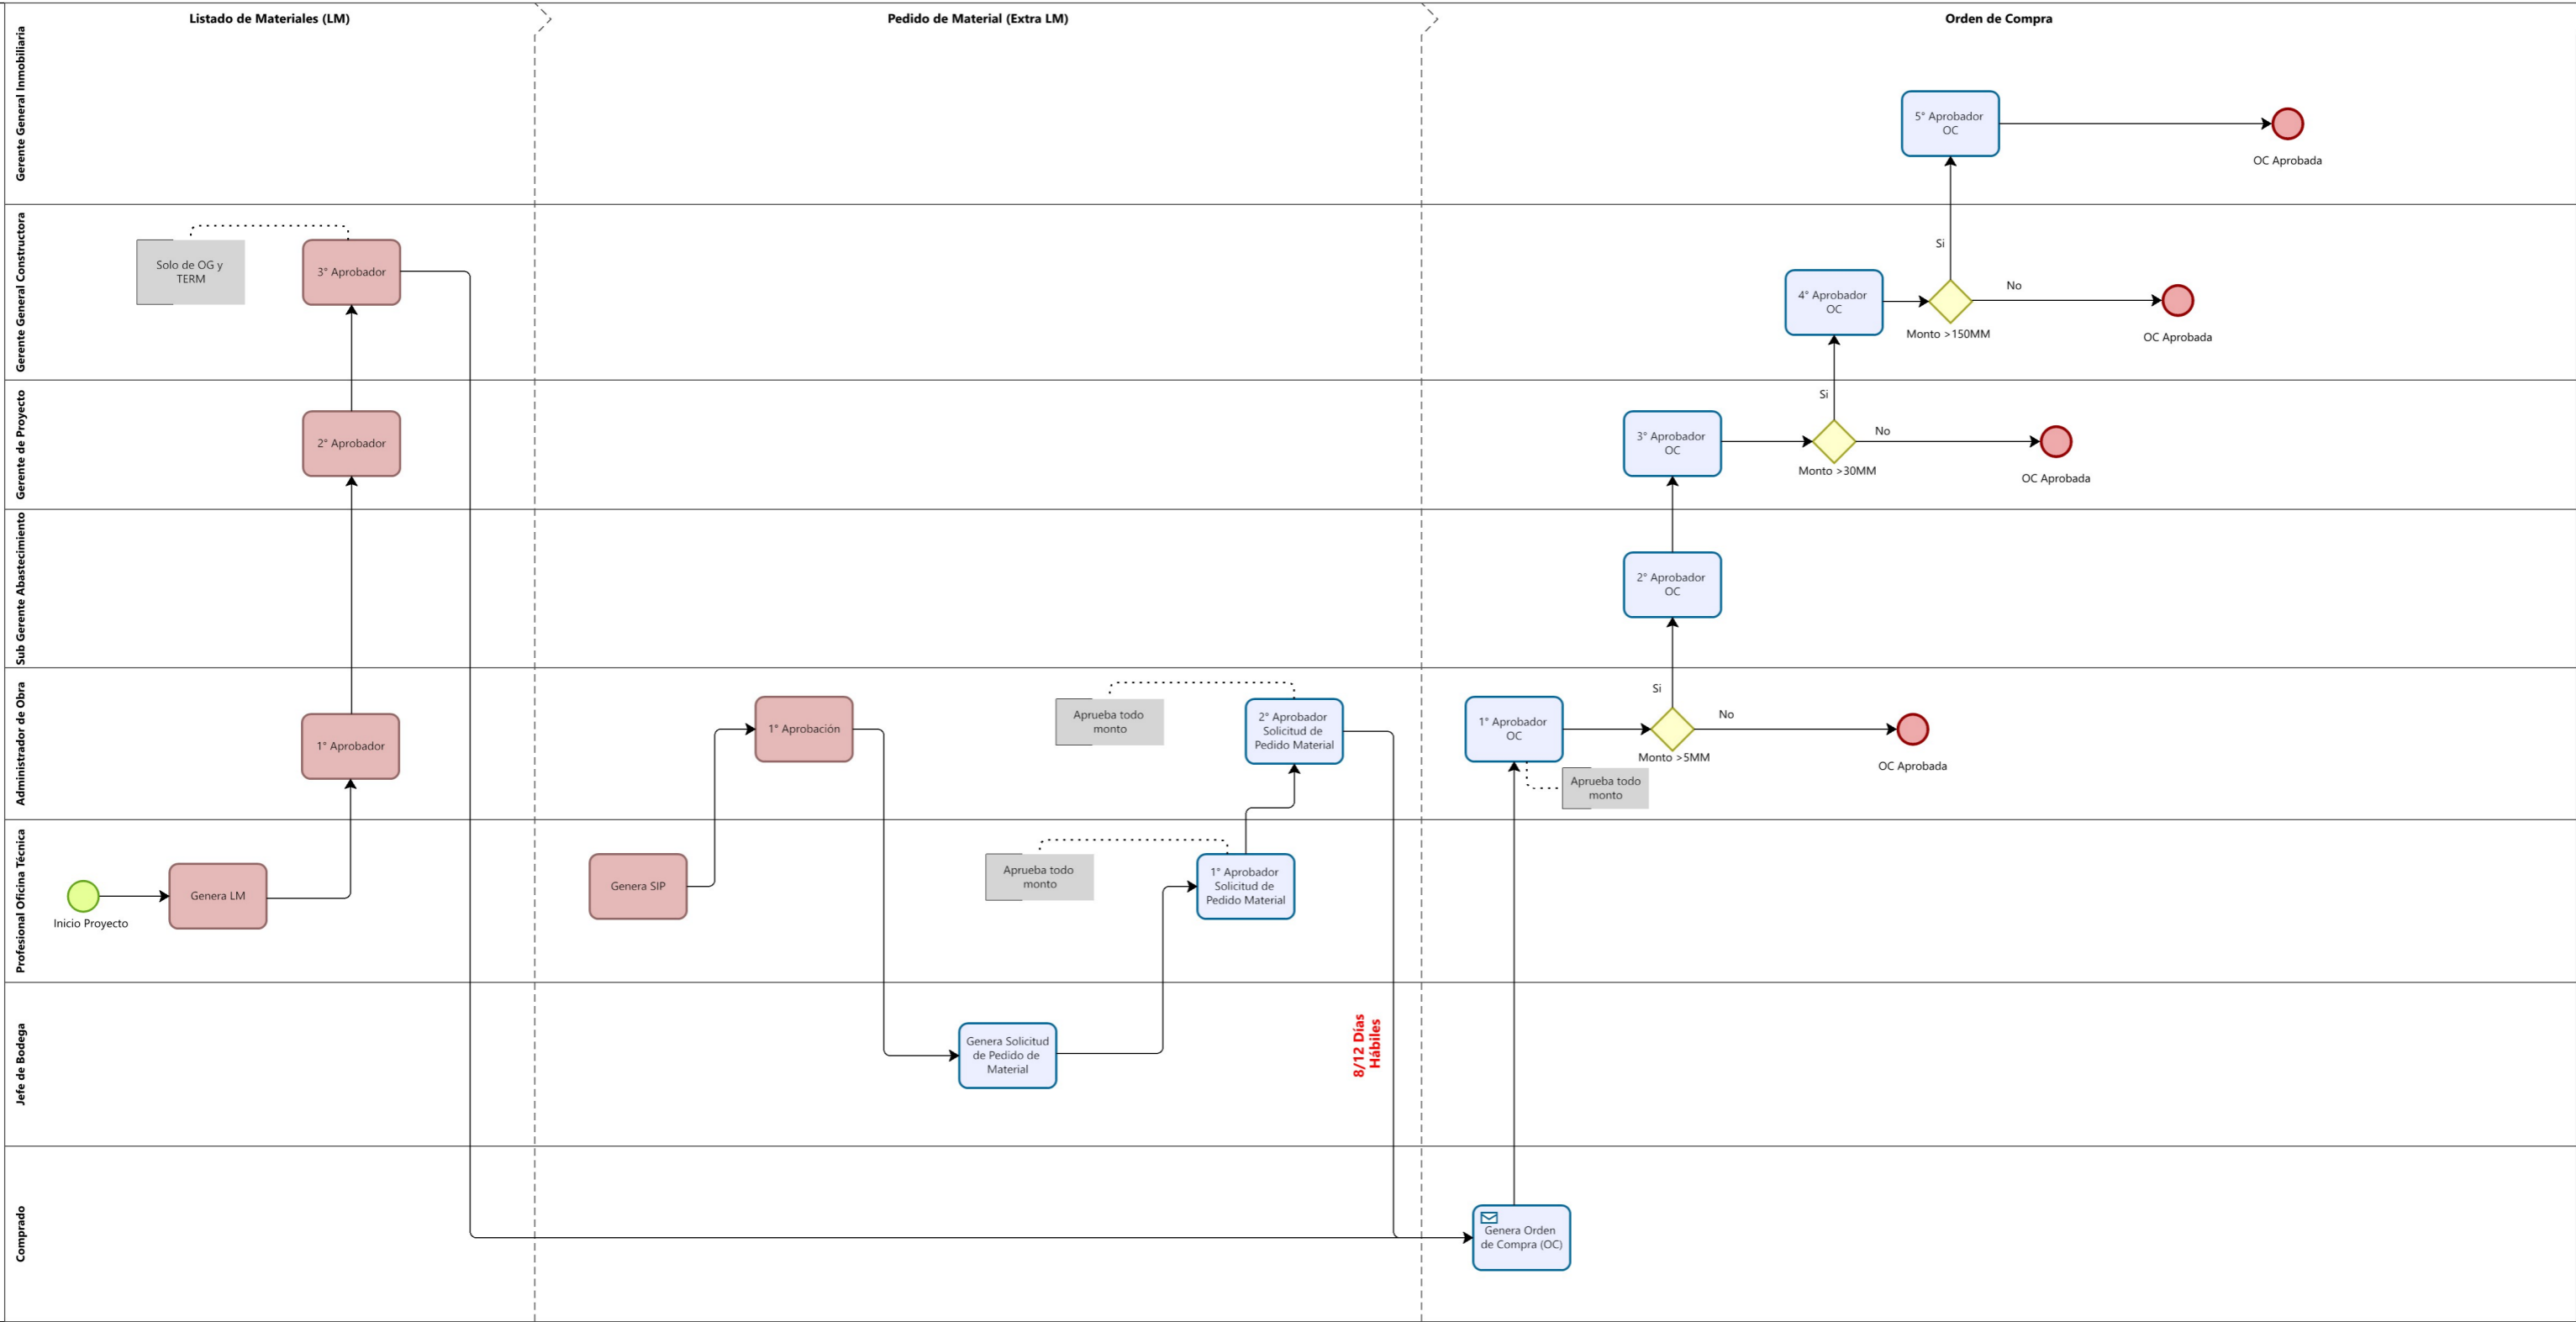 Listado de Materiales (LM)
Pedido de Material (Extra LM)
Orden de Compra
Gerente General Inmobiliaria
5° Aprobador
OC
OC Aprobada
Gerente General Constructora
Solo de OG y
TERM
3° Aprobador
4° Aprobador
OC
Si
Monto >150MM
No
OC Aprobada
Gerente de Proyecto
2° Aprobador
3° Aprobador
OC
Si
Monto >30MM
No
OC Aprobada
Sub Gerente Abastecimiento
2° Aprobador
OC
Administrador de Obra
1° Aprobador
1° Aprobación
Aprueba todo
monto
2° Aprobador
Solicitud de
Pedido Material
1° Aprobador
OC
Aprueba todo
monto
Si
Monto >5MM
No
OC Aprobada
Profesional Oficina Técnica
Inicio Proyecto
Genera LM
Genera SIP
Aprueba todo
monto
1° Aprobador
Solicitud de
Pedido Material
Jefe de Bodega
Genera Solicitud
de Pedido de
Material
8/12 Días
Hábiles
Comprado
Genera Orden
de Compra (OC)